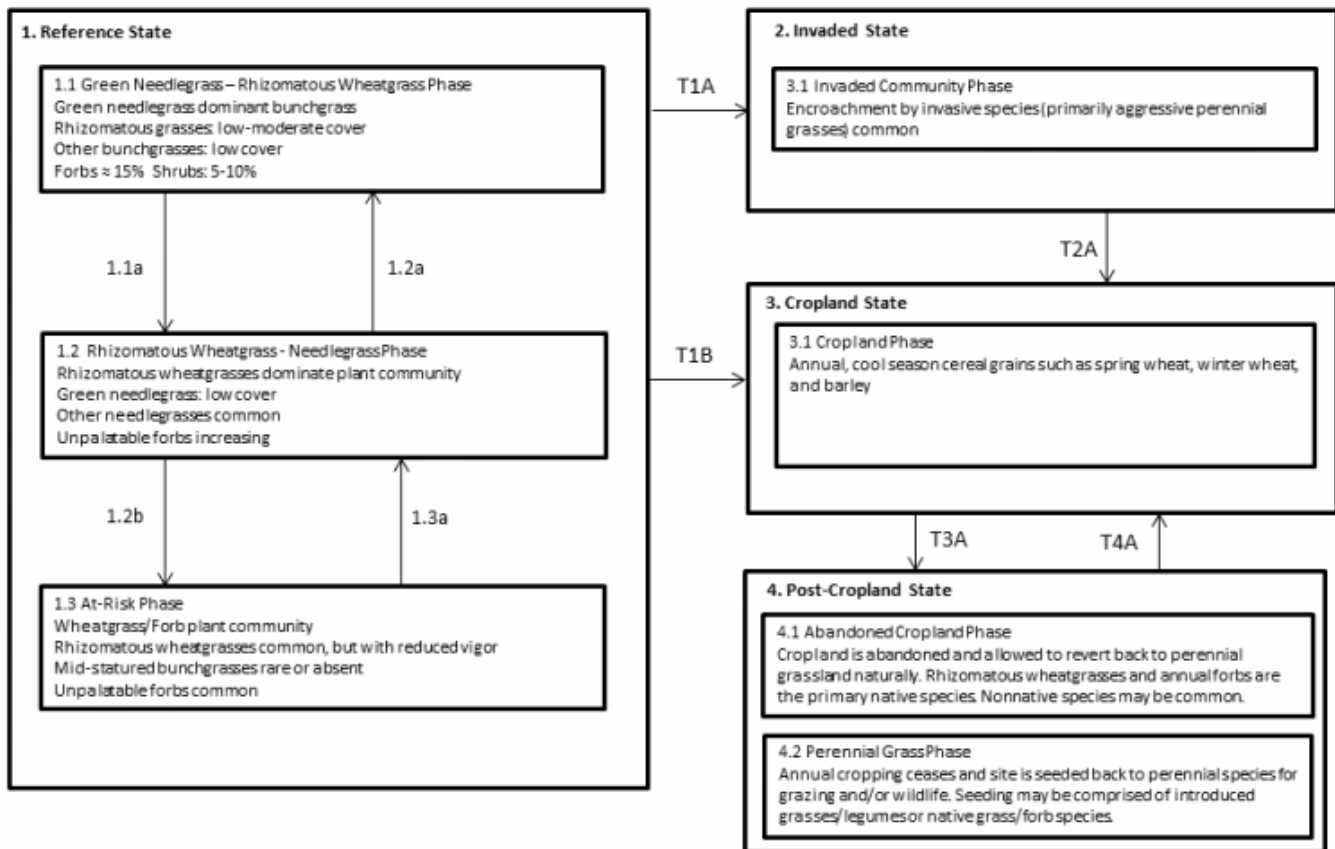 1. Reference State
1.1 Green Needlegrass – Rhizomatous Wheatgrass Phase
Green needlegrass dominant bunchgrass
Rhizomatous grasses: low-moderate cover
Other bunchgrasses: low cover
Forbs ≈ 15% Shrubs: 5-10%
1.1a
1.2a
1.2 Rhizomatous Wheatgrass - Needlegrass Phase
Rhizomatous wheatgrasses dominate plant community
Green needlegrass: low cover
Other needlegrasses common
Unpalatable forbs increasing
1.2b
1.3a
1.3 At-Risk Phase
Wheatgrass/Forb plant community
Rhizomatous wheatgrasses common, but with reduced vigor
Mid-statured bunchgrasses rare or absent
Unpalatable forbs common
T1A
T1B
2. Invaded State
3.1 Invaded Community Phase
Encroachment by invasive species (primarily aggressive perennial
grasses) common
T2A
3. Cropland State
3.1 Cropland Phase
Annual, cool season cereal grains such as spring wheat, winter wheat,
and barley
T3A
T4A
4. Post-Cropland State
4.1 Abandoned Cropland Phase
Cropland is abandoned and allowed to revert back to perennial
grassland naturally. Rhizomatous wheatgrasses and annual forbs are
the primary native species. Nonnative species may be common.
4.2 Perennial Grass Phase
Annual cropping ceases and site is seeded back to perennial species for
grazing and/or wildlife. Seeding may be comprised of introduced
grasses/legumes or native grass/forb species.